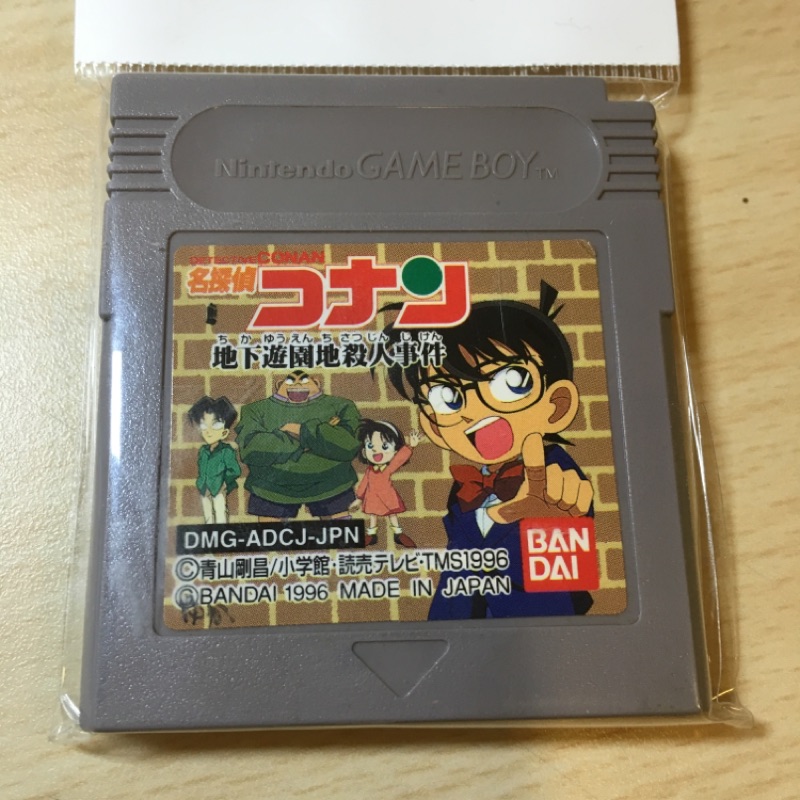 Nintendo GAME BOY™
DETECTIVE CONAN
名探偵
コナン
ちかゆうえんちさつじんじけん
地下遊園地殺人事件
DMG-ADCJ-JPN
©青山剛昌/小学館・読売テレビ・TMS1996
©BANDAI 1996 MADE IN JAPAN
BAN
DAI